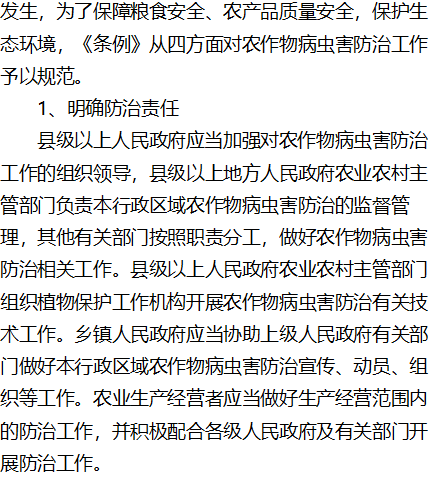 发生，为了保障粮食安全、农产品质量安全，保护生
态环境，《条例》从四方面对农作物病虫害防治工作
予以规范。
1、明确防治责任
县级以上人民政府应当加强对农作物病虫害防治
工作的组织领导，县级以上地方人民政府农业农村主
管部门负责本行政区域农作物病虫害防治的监督管
理，其他有关部门按照职责分工，做好农作物病虫害
防治相关工作。县级以上人民政府农业农村主管部门
组织植物保护工作机构开展农作物病虫害防治有关技
术工作。乡镇人民政府应当协助上级人民政府有关部
门做好本行政区域农作物病虫害防治宣传、动员、组
织等工作。农业生产经营者应当做好生产经营范围内
的防治工作，并积极配合各级人民政府及有关部门开
展防治工作。